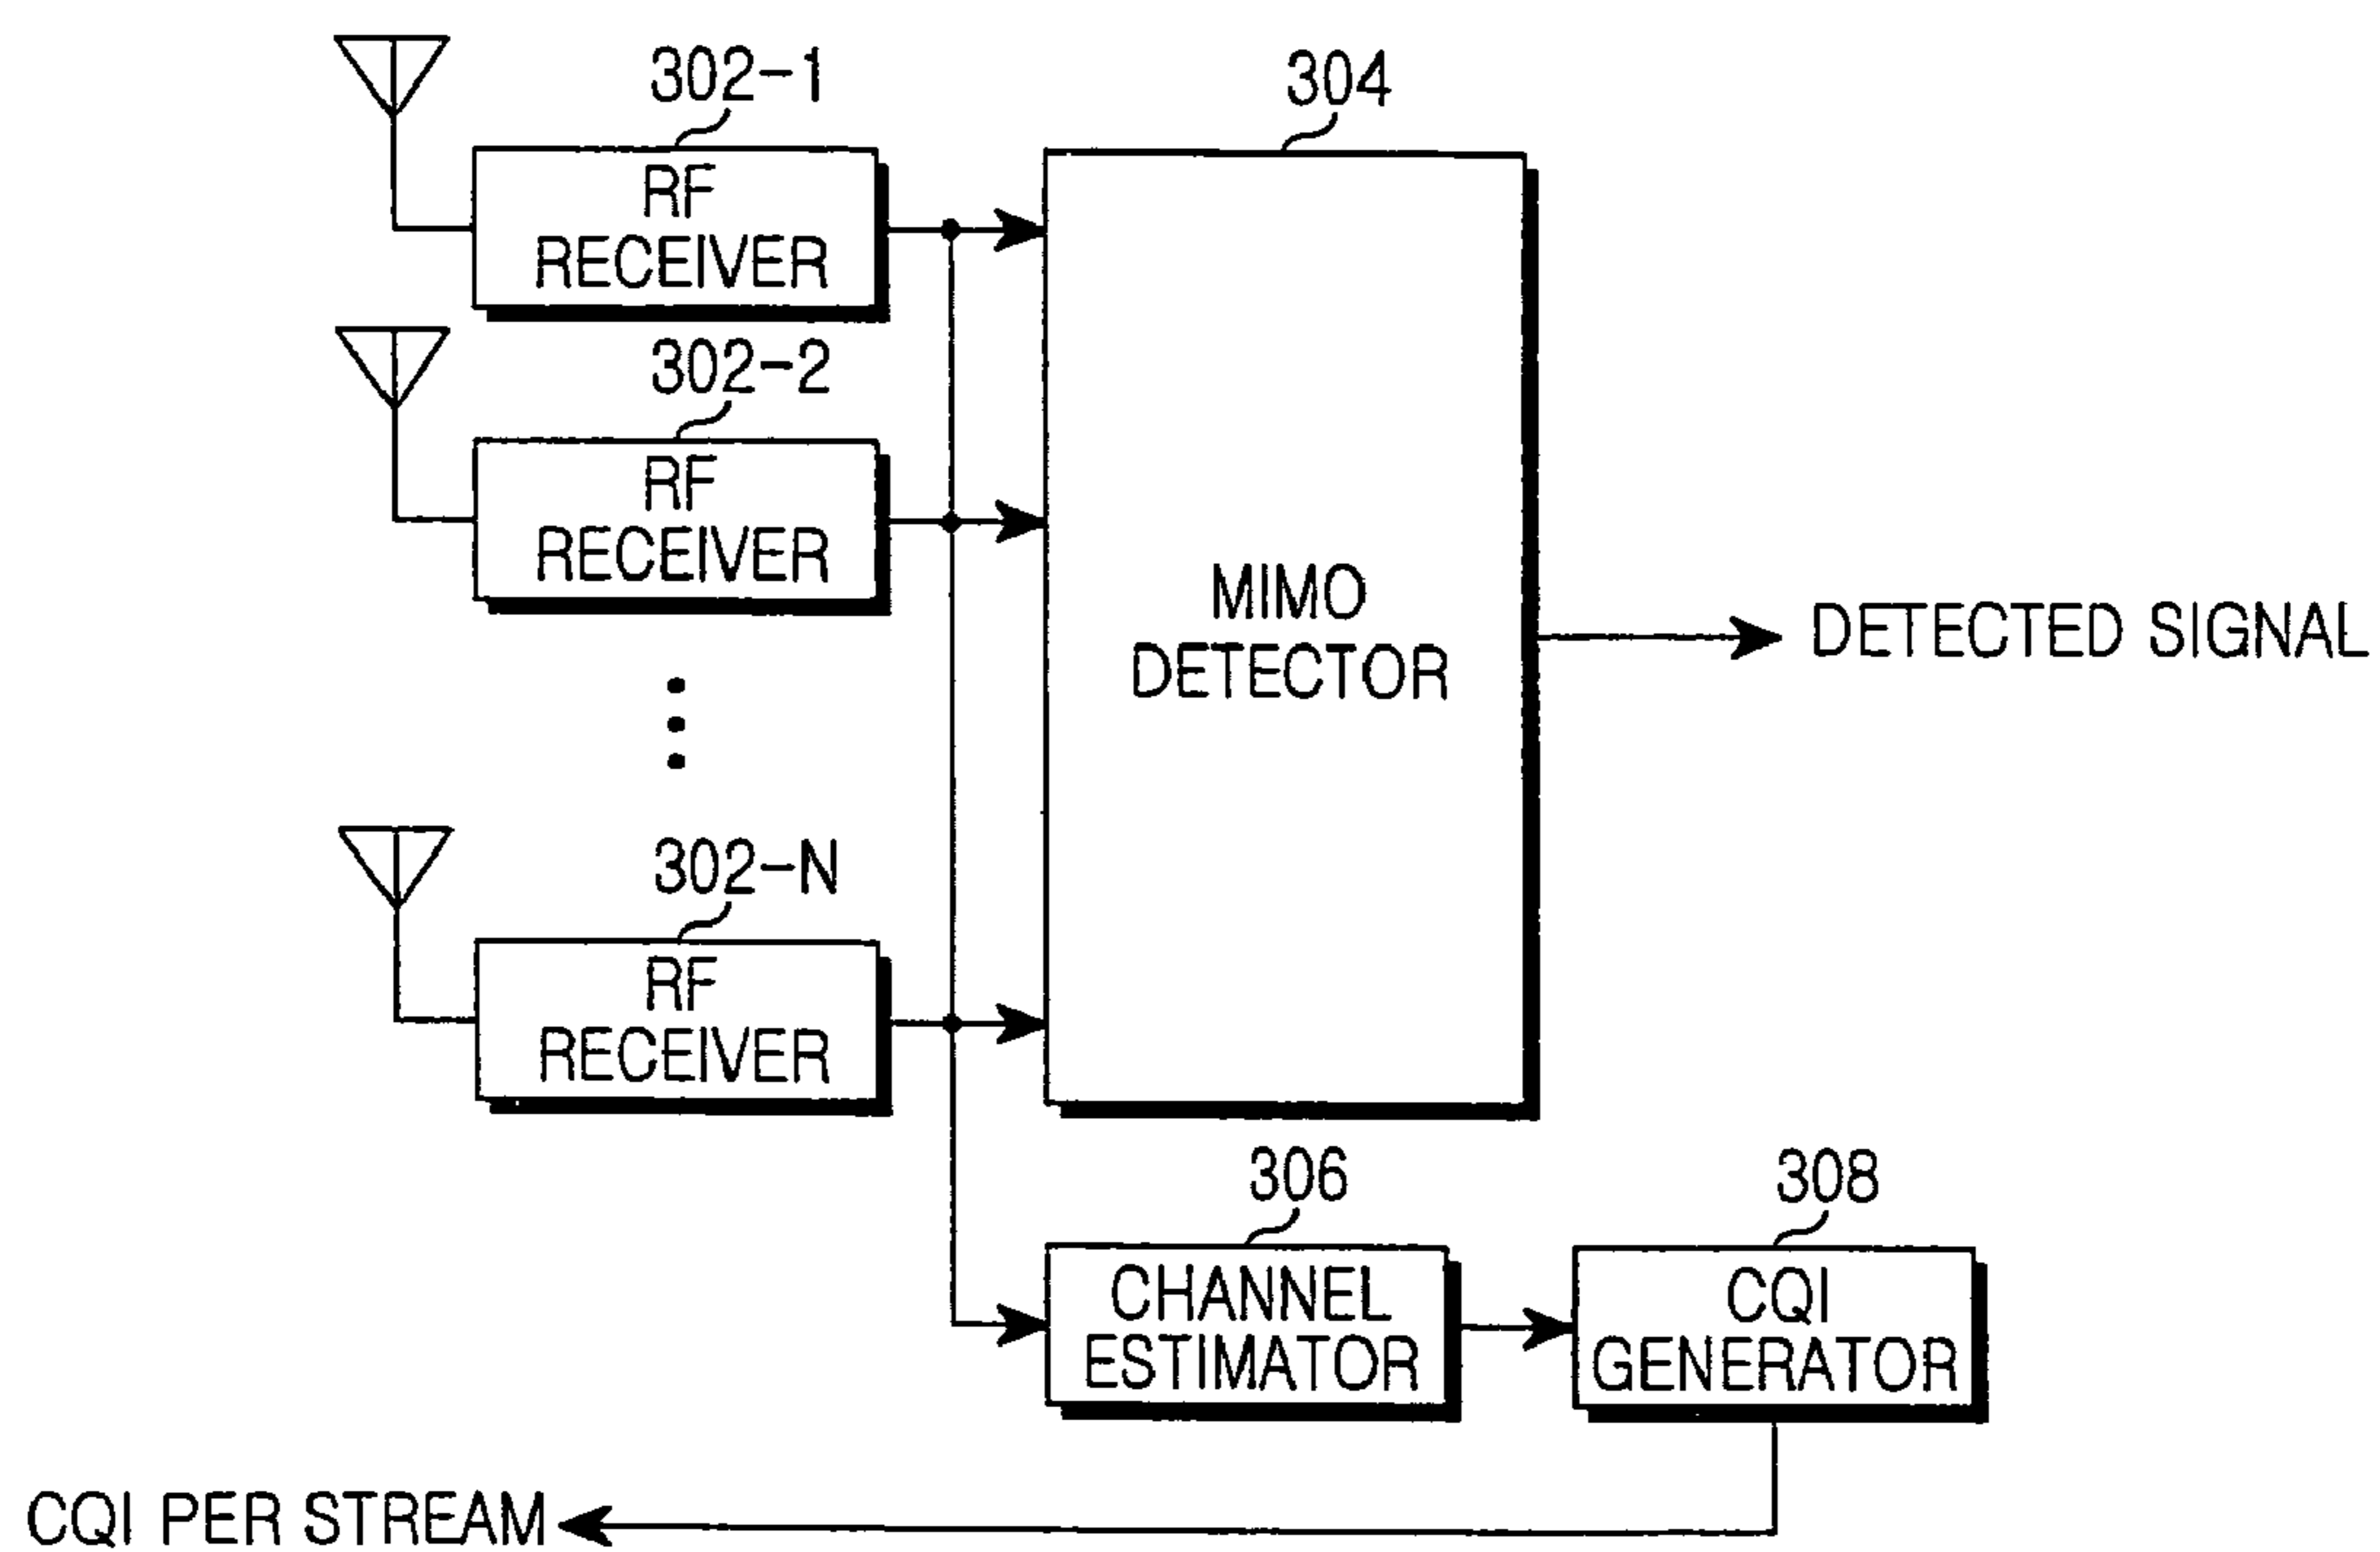 302-1
304
RF
RECEIVER
302-2
RF
RECEIVER
MIMO
DETECTOR
DETECTED SIGNAL
302-N
RF
RECEIVER
306
308
CHANNEL
ESTIMATOR
CQI
GENERATOR
CQI PER STREAM